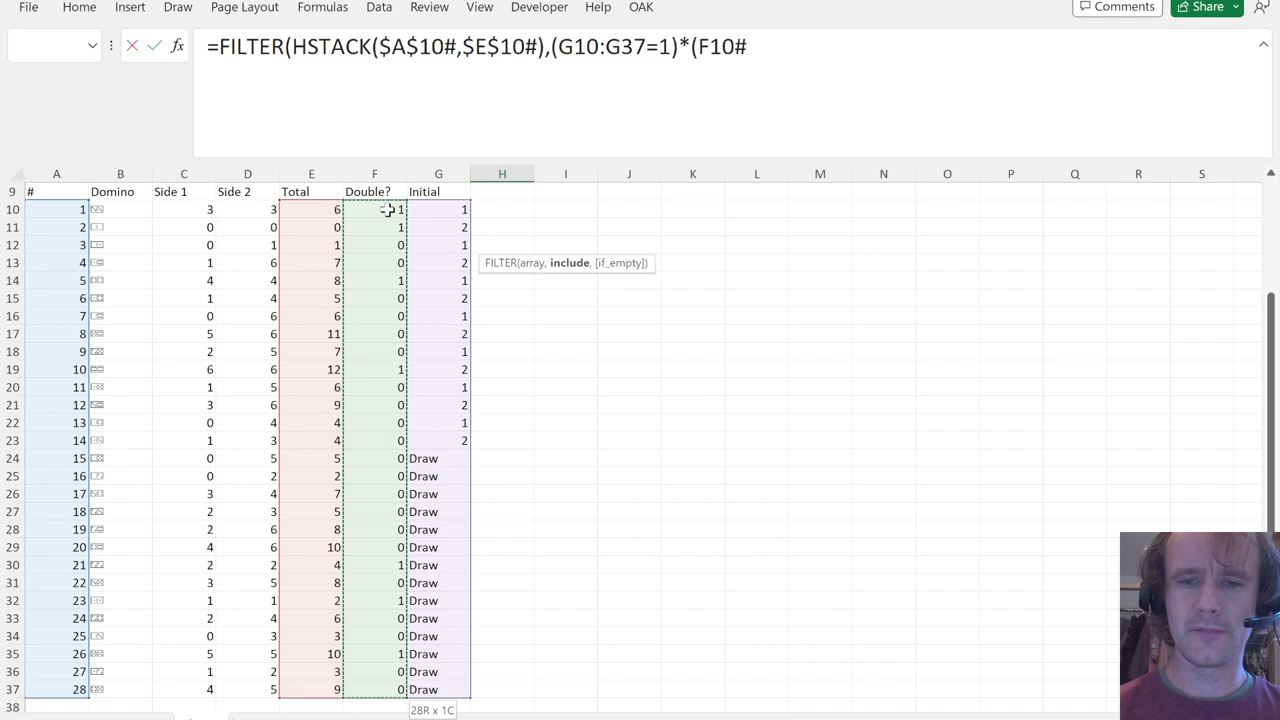 File Home Insert Draw Page Layout Formulas Data Review View Developer Help OAK Comments Share
fx =FILTER(HSTACK($A$10#,$E$10#),(G10:G37=1)*(F10#
A B C D E F G H I J K L M N O P Q R S
9 # Domino Side 1 Side 2 Total Double? Initial
10 1 3 3 6 1 1
11 2 0 0 0 1 2
12 3 0 1 1 0 1
13 4 1 6 7 0 2 FILTER(array, include, [if_empty])
14 5 4 4 8 1 1
15 6 1 4 5 0 2
16 7 0 6 6 0 1
17 8 5 6 11 0 2
18 9 2 5 7 0 1
19 10 6 6 12 1 2
20 11 1 5 6 0 1
21 12 3 6 9 0 2
22 13 0 4 4 0 1
23 14 1 3 4 0 2
24 15 0 5 5 0 Draw
25 16 0 2 2 0 Draw
26 17 3 4 7 0 Draw
27 18 2 3 5 0 Draw
28 19 2 6 8 0 Draw
29 20 4 6 10 0 Draw
30 21 2 2 4 1 Draw
31 22 3 5 8 0 Draw
32 23 1 1 2 1 Draw
33 24 2 4 6 0 Draw
34 25 0 3 3 0 Draw
35 26 5 5 10 1 Draw
36 27 1 2 3 0 Draw
37 28 4 5 9 0 Draw
38 28R x 1C